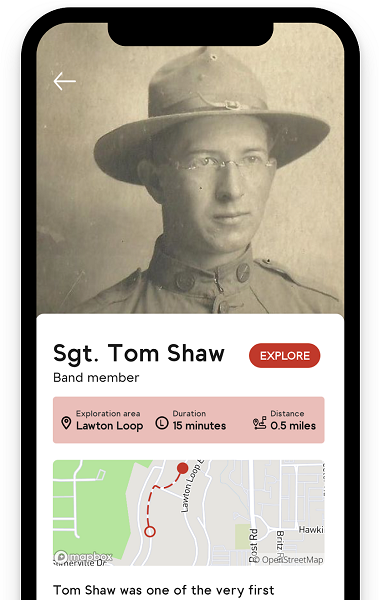 Sgt. Tom Shaw
EXPLORE
Band member
Exploration area
Lawton Loop
Duration
15 minutes
Distance
0.5 miles
Lawton Loop E
Post Rd
Britz R
Hawki
merville Dr.
mapbox
© OpenStreetMap
Tom Shaw was one of the very first